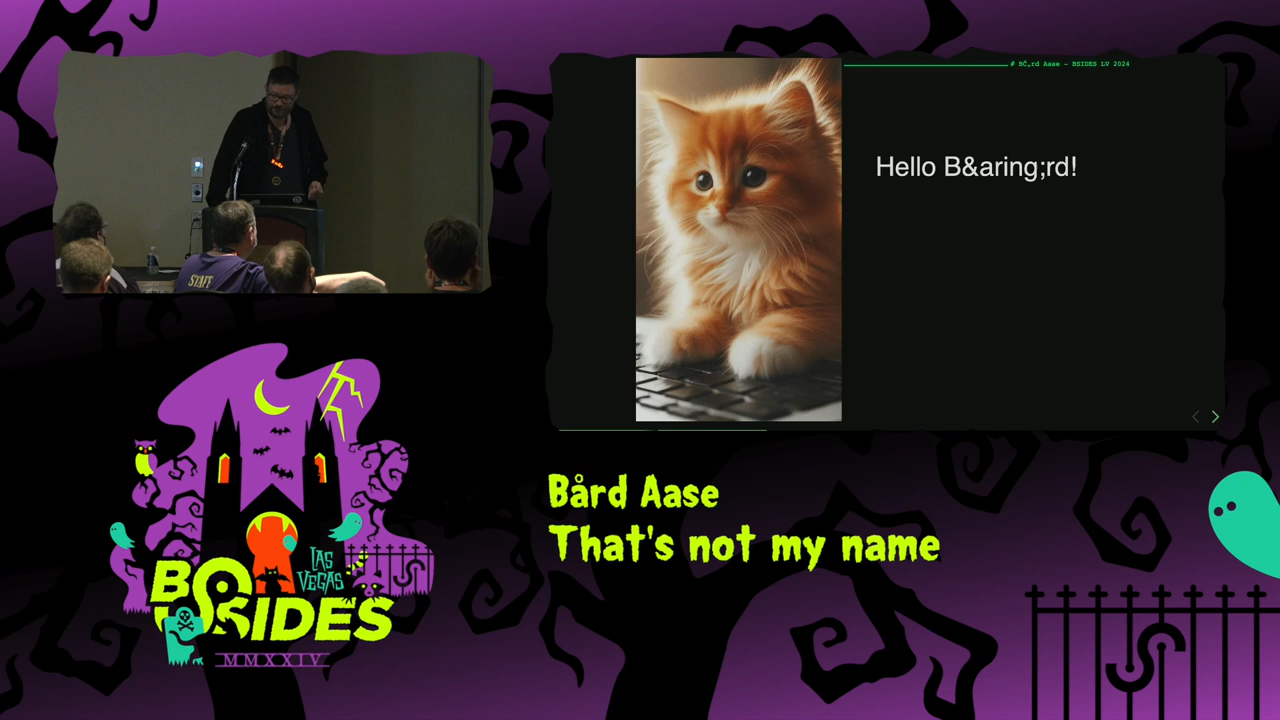 # BČ‚rd Aase - BSIDES LV 2024
Hello B&aring;rd!
STAFF
Bård Aase
That's not my name
LAS
VEGAS
BSIDES
MMXXIV